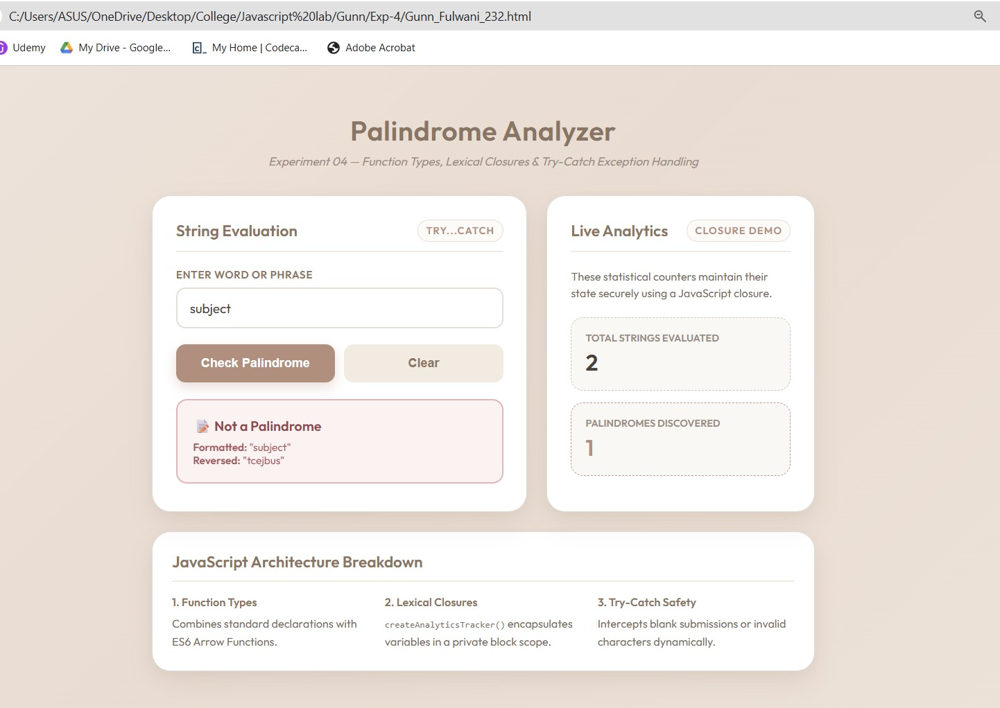 C:/Users/ASUS/OneDrive/Desktop/College/Javascript%20lab/Gunn/Exp-4/Gunn_Fulwani_232.html
Udemy
My Drive - Google...
My Home | Codeca...
Adobe Acrobat
Palindrome Analyzer
Experiment 04 — Function Types, Lexical Closures & Try-Catch Exception Handling
String Evaluation
TRY...CATCH
ENTER WORD OR PHRASE
subject
Check Palindrome
Clear
Not a Palindrome
Formatted: "subject"
Reversed: "tcejbus"
Live Analytics
CLOSURE DEMO
These statistical counters maintain their
state securely using a JavaScript closure.
TOTAL STRINGS EVALUATED
2
PALINDROMES DISCOVERED
1
JavaScript Architecture Breakdown
1. Function Types
Combines standard declarations with
ES6 Arrow Functions.
2. Lexical Closures
createAnalyticsTracker() encapsulates
variables in a private block scope.
3. Try-Catch Safety
Intercepts blank submissions or invalid
characters dynamically.